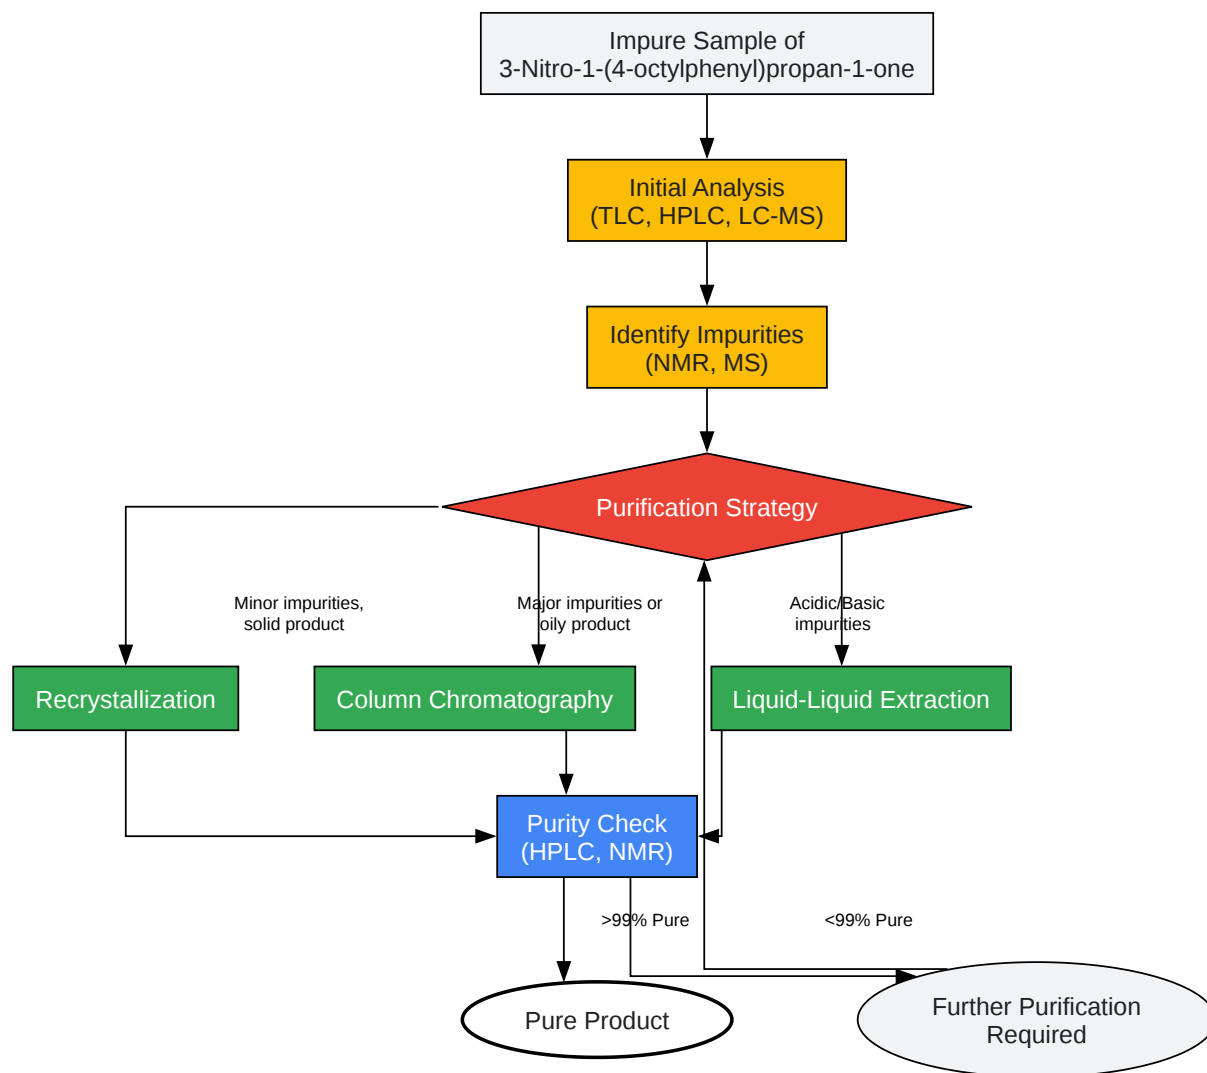 Impure Sample of
3-Nitro-1-(4-octylphenyl)propan-1-one
Initial Analysis
(TLC, HPLC, LC-MS)
Identify Impurities
(NMR, MS)
Purification Strategy
Minor impurities,
solid product
Major impurities or
oily product
Acidic/Basic
impurities
Recrystallization
Column Chromatography
Liquid-Liquid Extraction
Purity Check
(HPLC, NMR)
>99% Pure
<99% Pure
Pure Product
Further Purification
Required